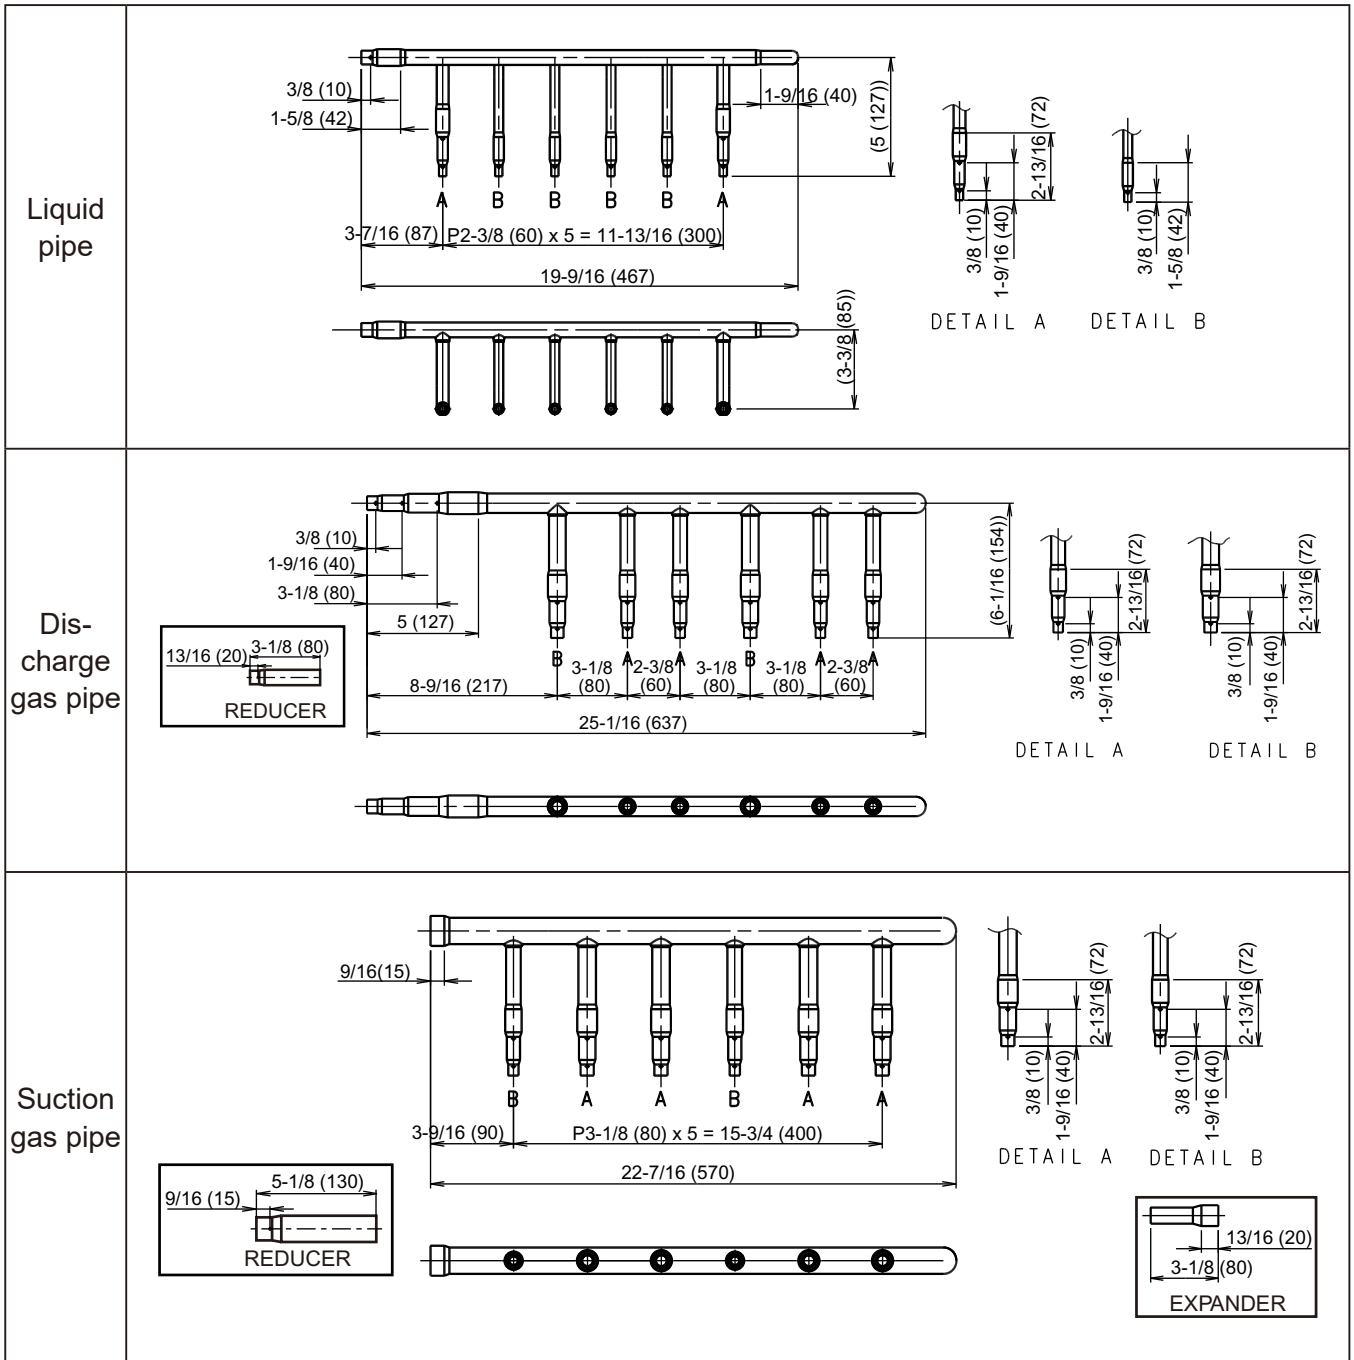 Liquid
pipe
3/8 (10)
1-5/8 (42)
1-9/16 (40)
(5 (127))
A B B B B A
3-7/16 (87) P2-3/8 (60) x 5 = 11-13/16 (300)
19-9/16 (467)
(3-3/8 (85))
3/8 (10)
1-9/16 (40)
2-13/16 (72)
DETAIL A
3/8 (10)
1-5/8 (42)
DETAIL B
Dis-
charge
gas pipe
3/8 (10)
1-9/16 (40)
3-1/8 (80)
5 (127)
(6-1/16 (154))
13/16 (20) 3-1/8 (80)
REDUCER
B A A B A A
8-9/16 (217)
3-1/8 2-3/8 3-1/8 3-1/8 2-3/8
(80) (60) (80) (80) (60)
25-1/16 (637)
3/8 (10)
1-9/16 (40)
2-13/16 (72)
DETAIL A
3/8 (10)
1-9/16 (40)
2-13/16 (72)
DETAIL B
Suction
gas pipe
9/16(15)
B A A B A A
3-9/16 (90) P3-1/8 (80) x 5 = 15-3/4 (400)
22-7/16 (570)
5-1/8 (130)
9/16 (15)
REDUCER
3/8 (10)
1-9/16 (40)
2-13/16 (72)
DETAIL A
3/8 (10)
1-9/16 (40)
2-13/16 (72)
DETAIL B
13/16 (20)
3-1/8 (80)
EXPANDER